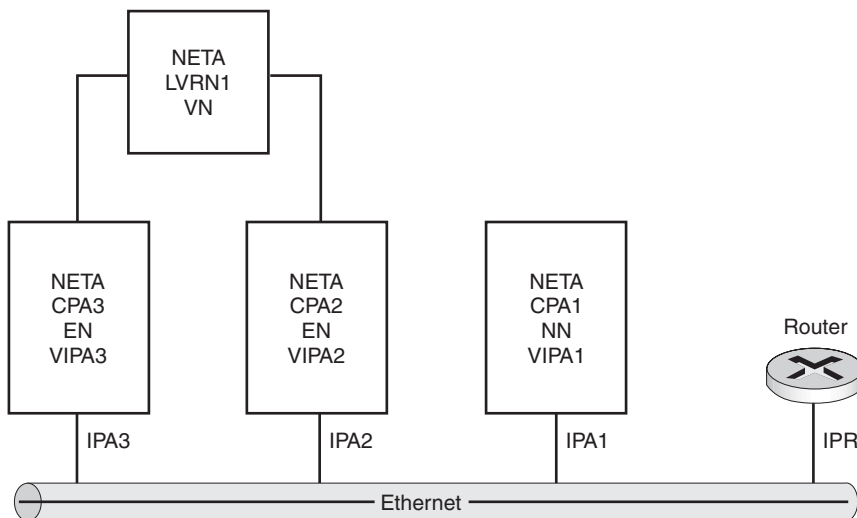 NETA
LVRN1
VN
NETA
CPA3
EN
VIPA3
NETA
CPA2
EN
VIPA2
NETA
CPA1
NN
VIPA1
Router
IPA3
IPA2
IPA1
IPR
Ethernet